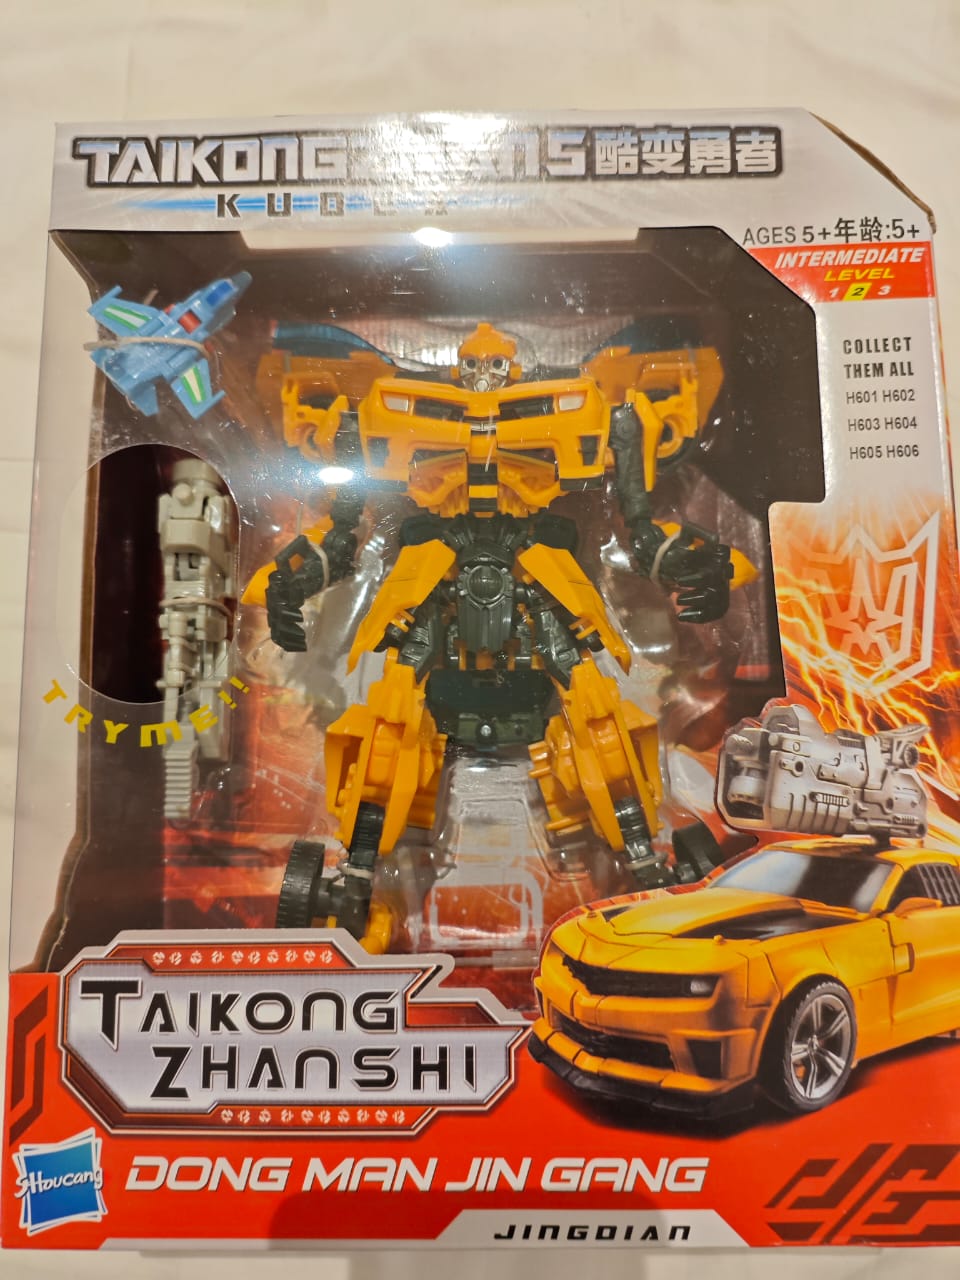 TAIKONG 酷变勇者
AGES 5+年龄:5+
INTERMEDIATE
LEVEL
1 2 3
COLLECT
THEM ALL
H601 H602
H603 H604
H605 H606
TRYME!!
TAIKONG
ZHANSHI
SHoucang
DONG MAN JIN GANG
JINGDIAN